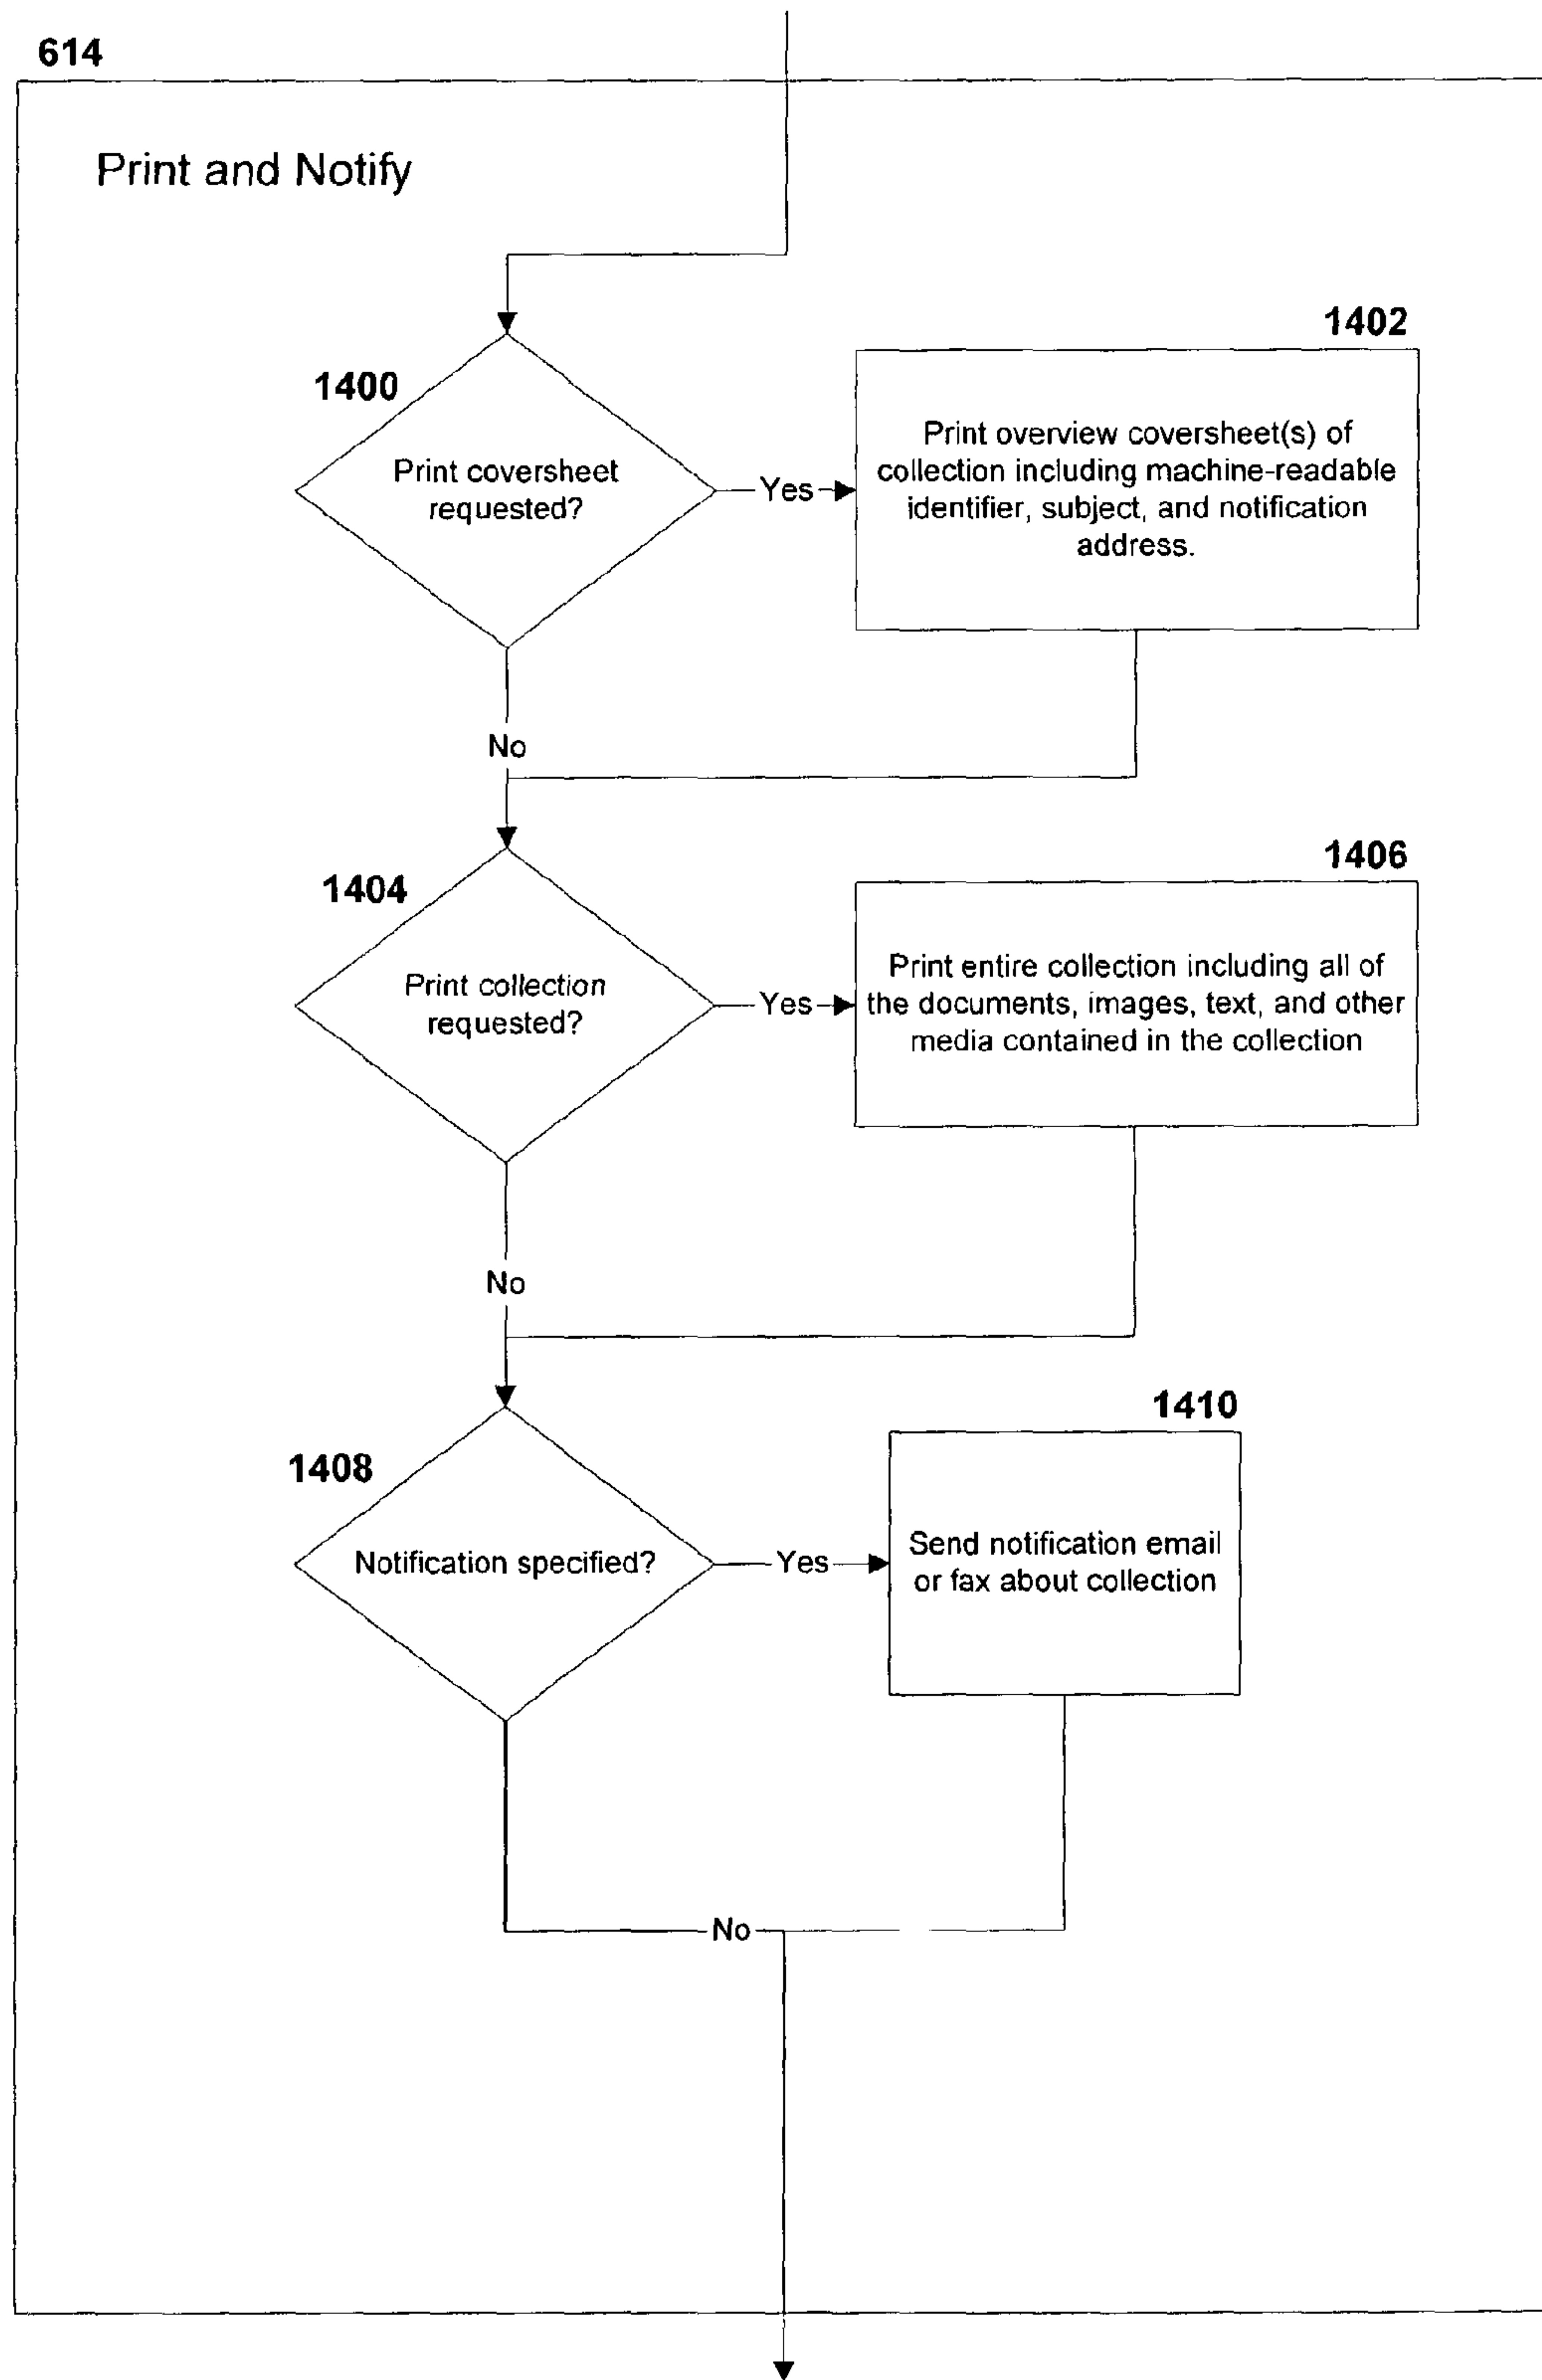 614
Print and Notify
1400
Print coversheet
requested?
Yes
1402
Print overview coversheet(s) of
collection including machine-readable
identifier, subject, and notification
address.
No
1404
Print collection
requested?
Yes
1406
Print entire collection including all of
the documents, images, text, and other
media contained in the collection
No
1408
Notification specified?
Yes
1410
Send notification email
or fax about collection
No